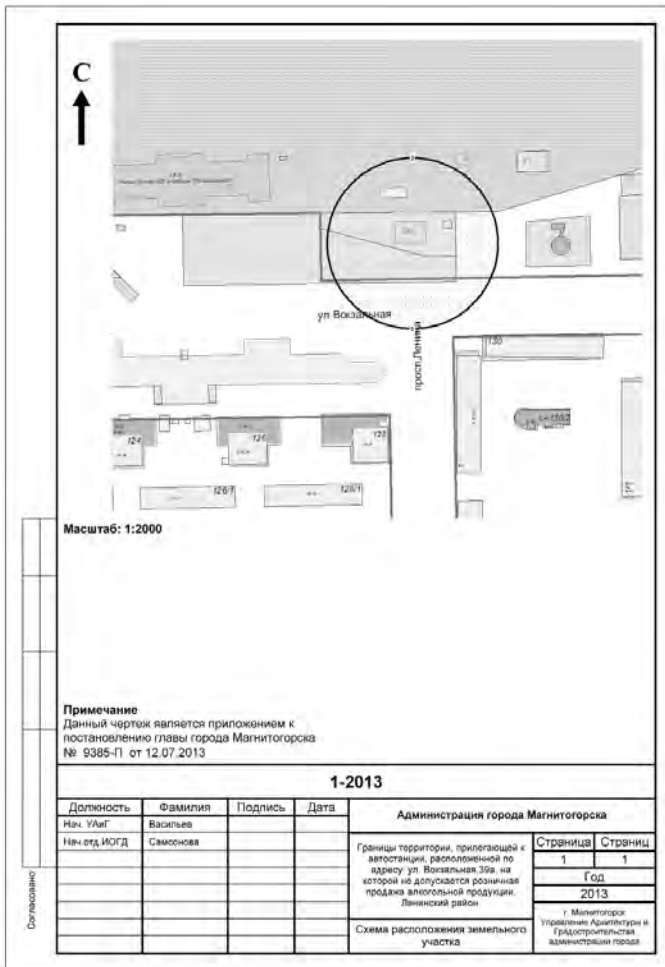 С
ул.Вокзальная
просп.Ленина
130
124
126
128
126/1
128/1
Масштаб: 1:2000
Примечание
Данный чертеж является приложением к
постановлению главы города Магнитогорска
№ 9385-П от 12.07.2013
1-2013
Должность Фамилия Подпись Дата
Нач. УАиГ Васильев
Нач.отд.ИОГД Самсонова
Администрация города Магнитогорска
Границы территории, прилегающей к
автостанции, расположенной по
адресу: ул. Вокзальная,39а, на
которой не допускается розничная
продажа алкогольной продукции.
Ленинский район
Страница Страниц
1 1
Год
2013
Схема расположения земельного
участка
г. Магнитогорск
Управление Архитектуры и
Градостроительства
администрации города
Согласовано